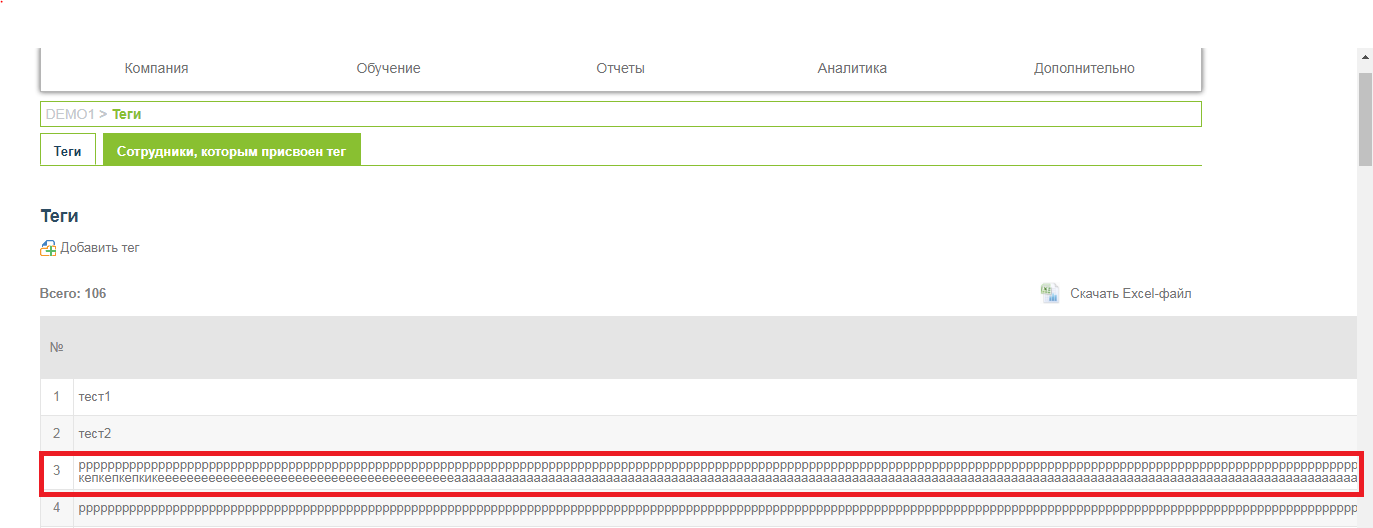 Компания Обучение Отчеты Аналитика Дополнительно
DEMO1 > Теги
Теги Сотрудники, которым присвоен тег
Теги
Добавить тег
Всего: 106 Скачать Excel-файл
№
1 тест1
2 тест2
3
4